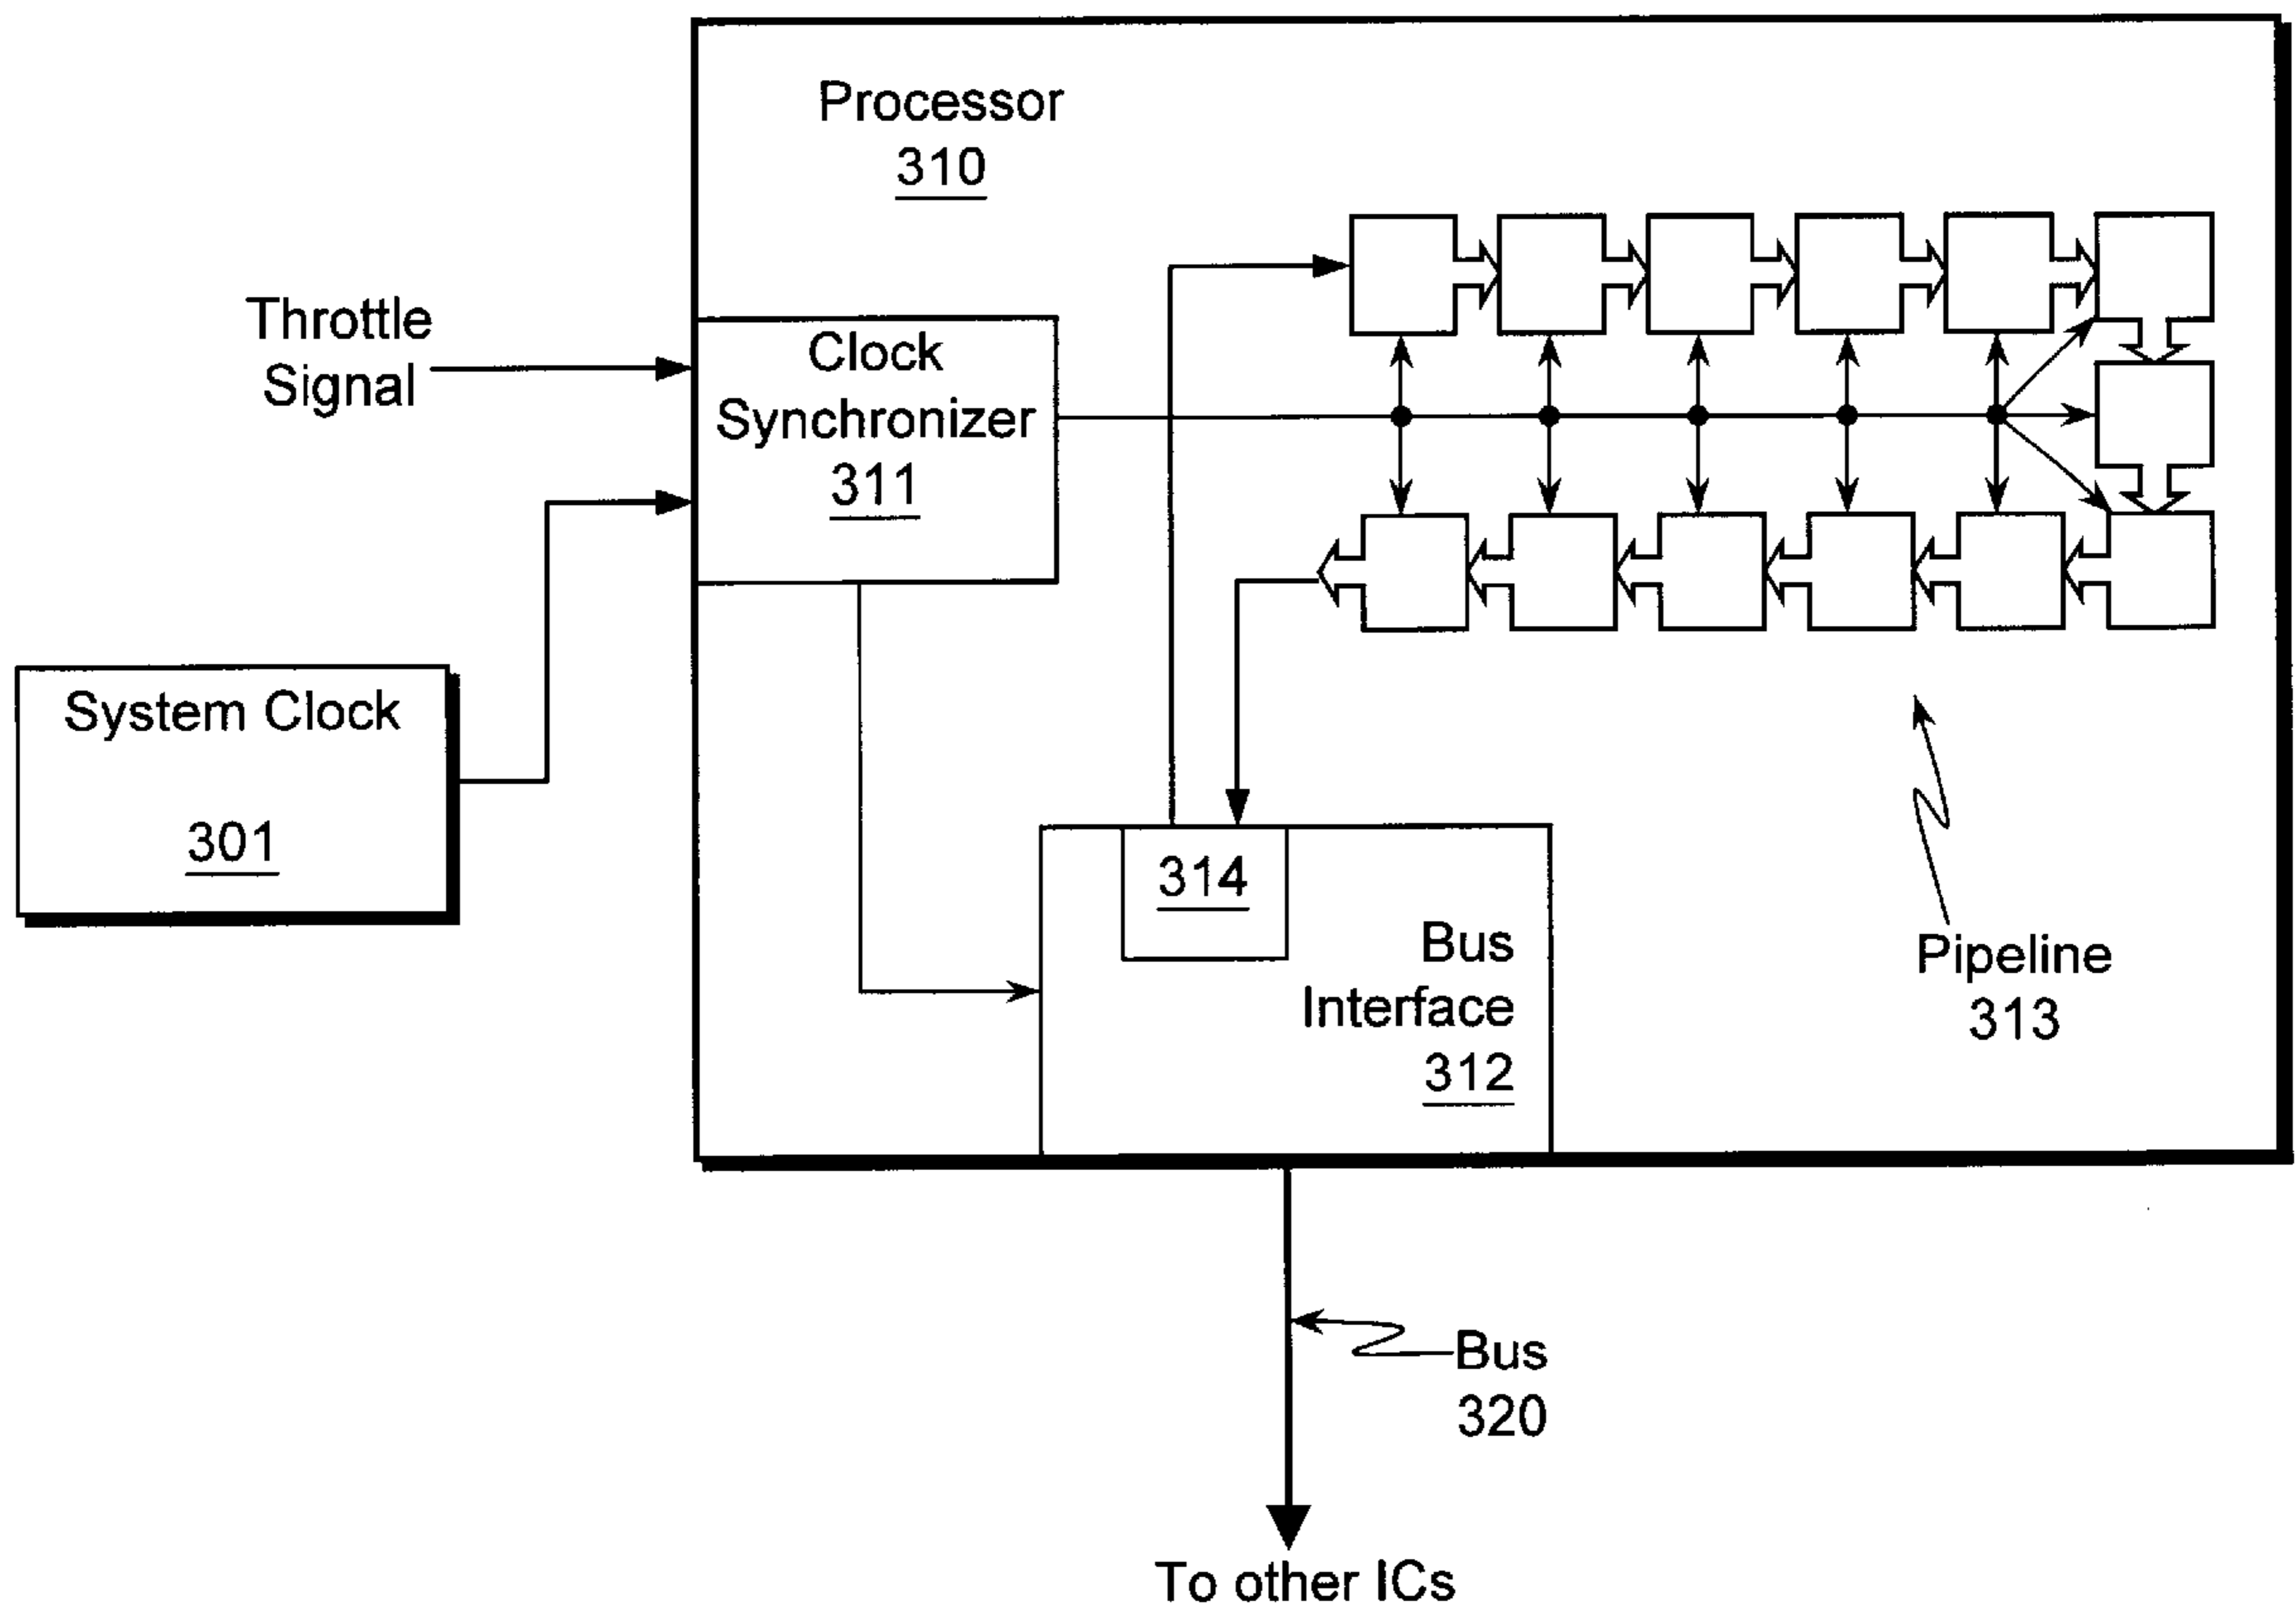 Processor
310
Throttle
Signal
Clock
Synchronizer
311
System Clock
301
314
Bus
Interface
312
Pipeline
313
Bus
320
To other ICs